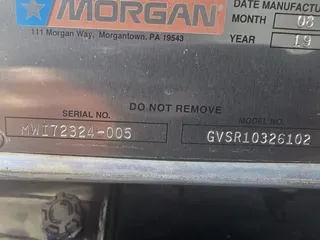 MORGAN
111 Morgan Way, Morgantown, PA 19543
DATE MANUFACTU
MONTH 08
YEAR 19
DO NOT REMOVE
SERIAL NO. MODEL NO.
MWI72324-005 GVSR10326102